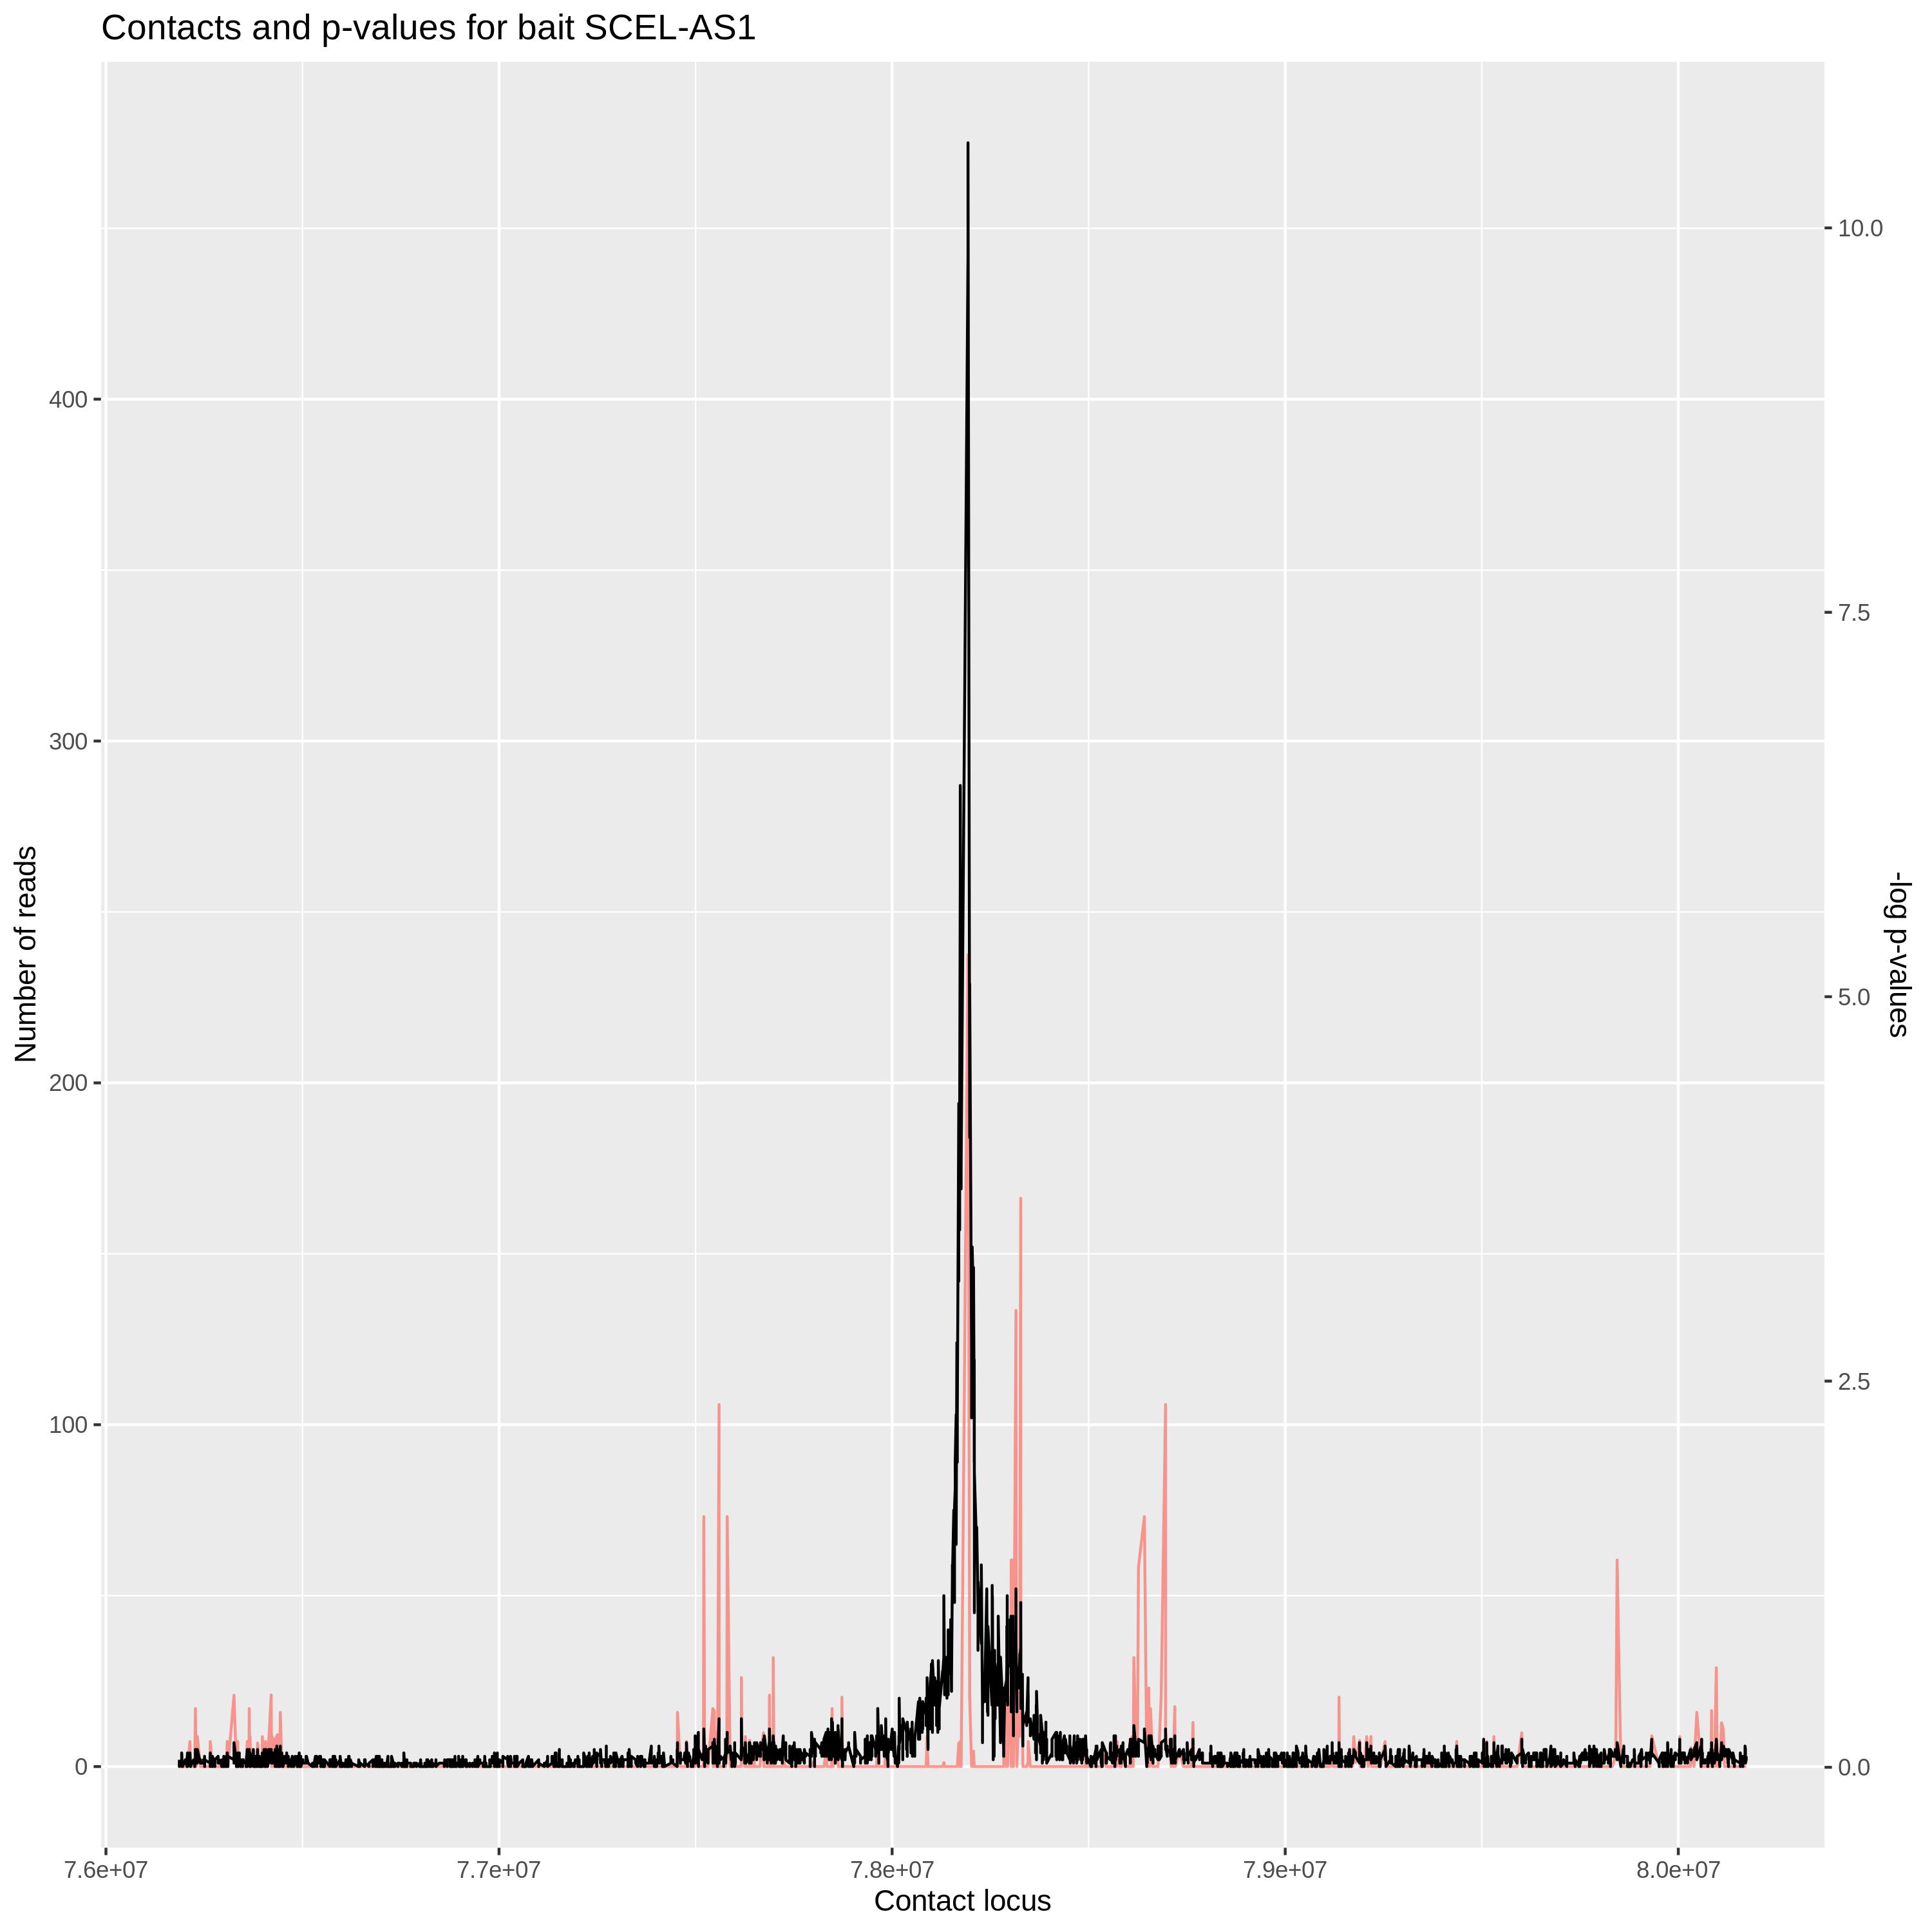 Contacts and p-values for bait SCEL-AS1
Number of reads
400
300
200
100
0
10.0
7.5
5.0
2.5
0.0
-log p-values
7.6e+07
7.7e+07
7.8e+07
7.9e+07
8.0e+07
Contact locus